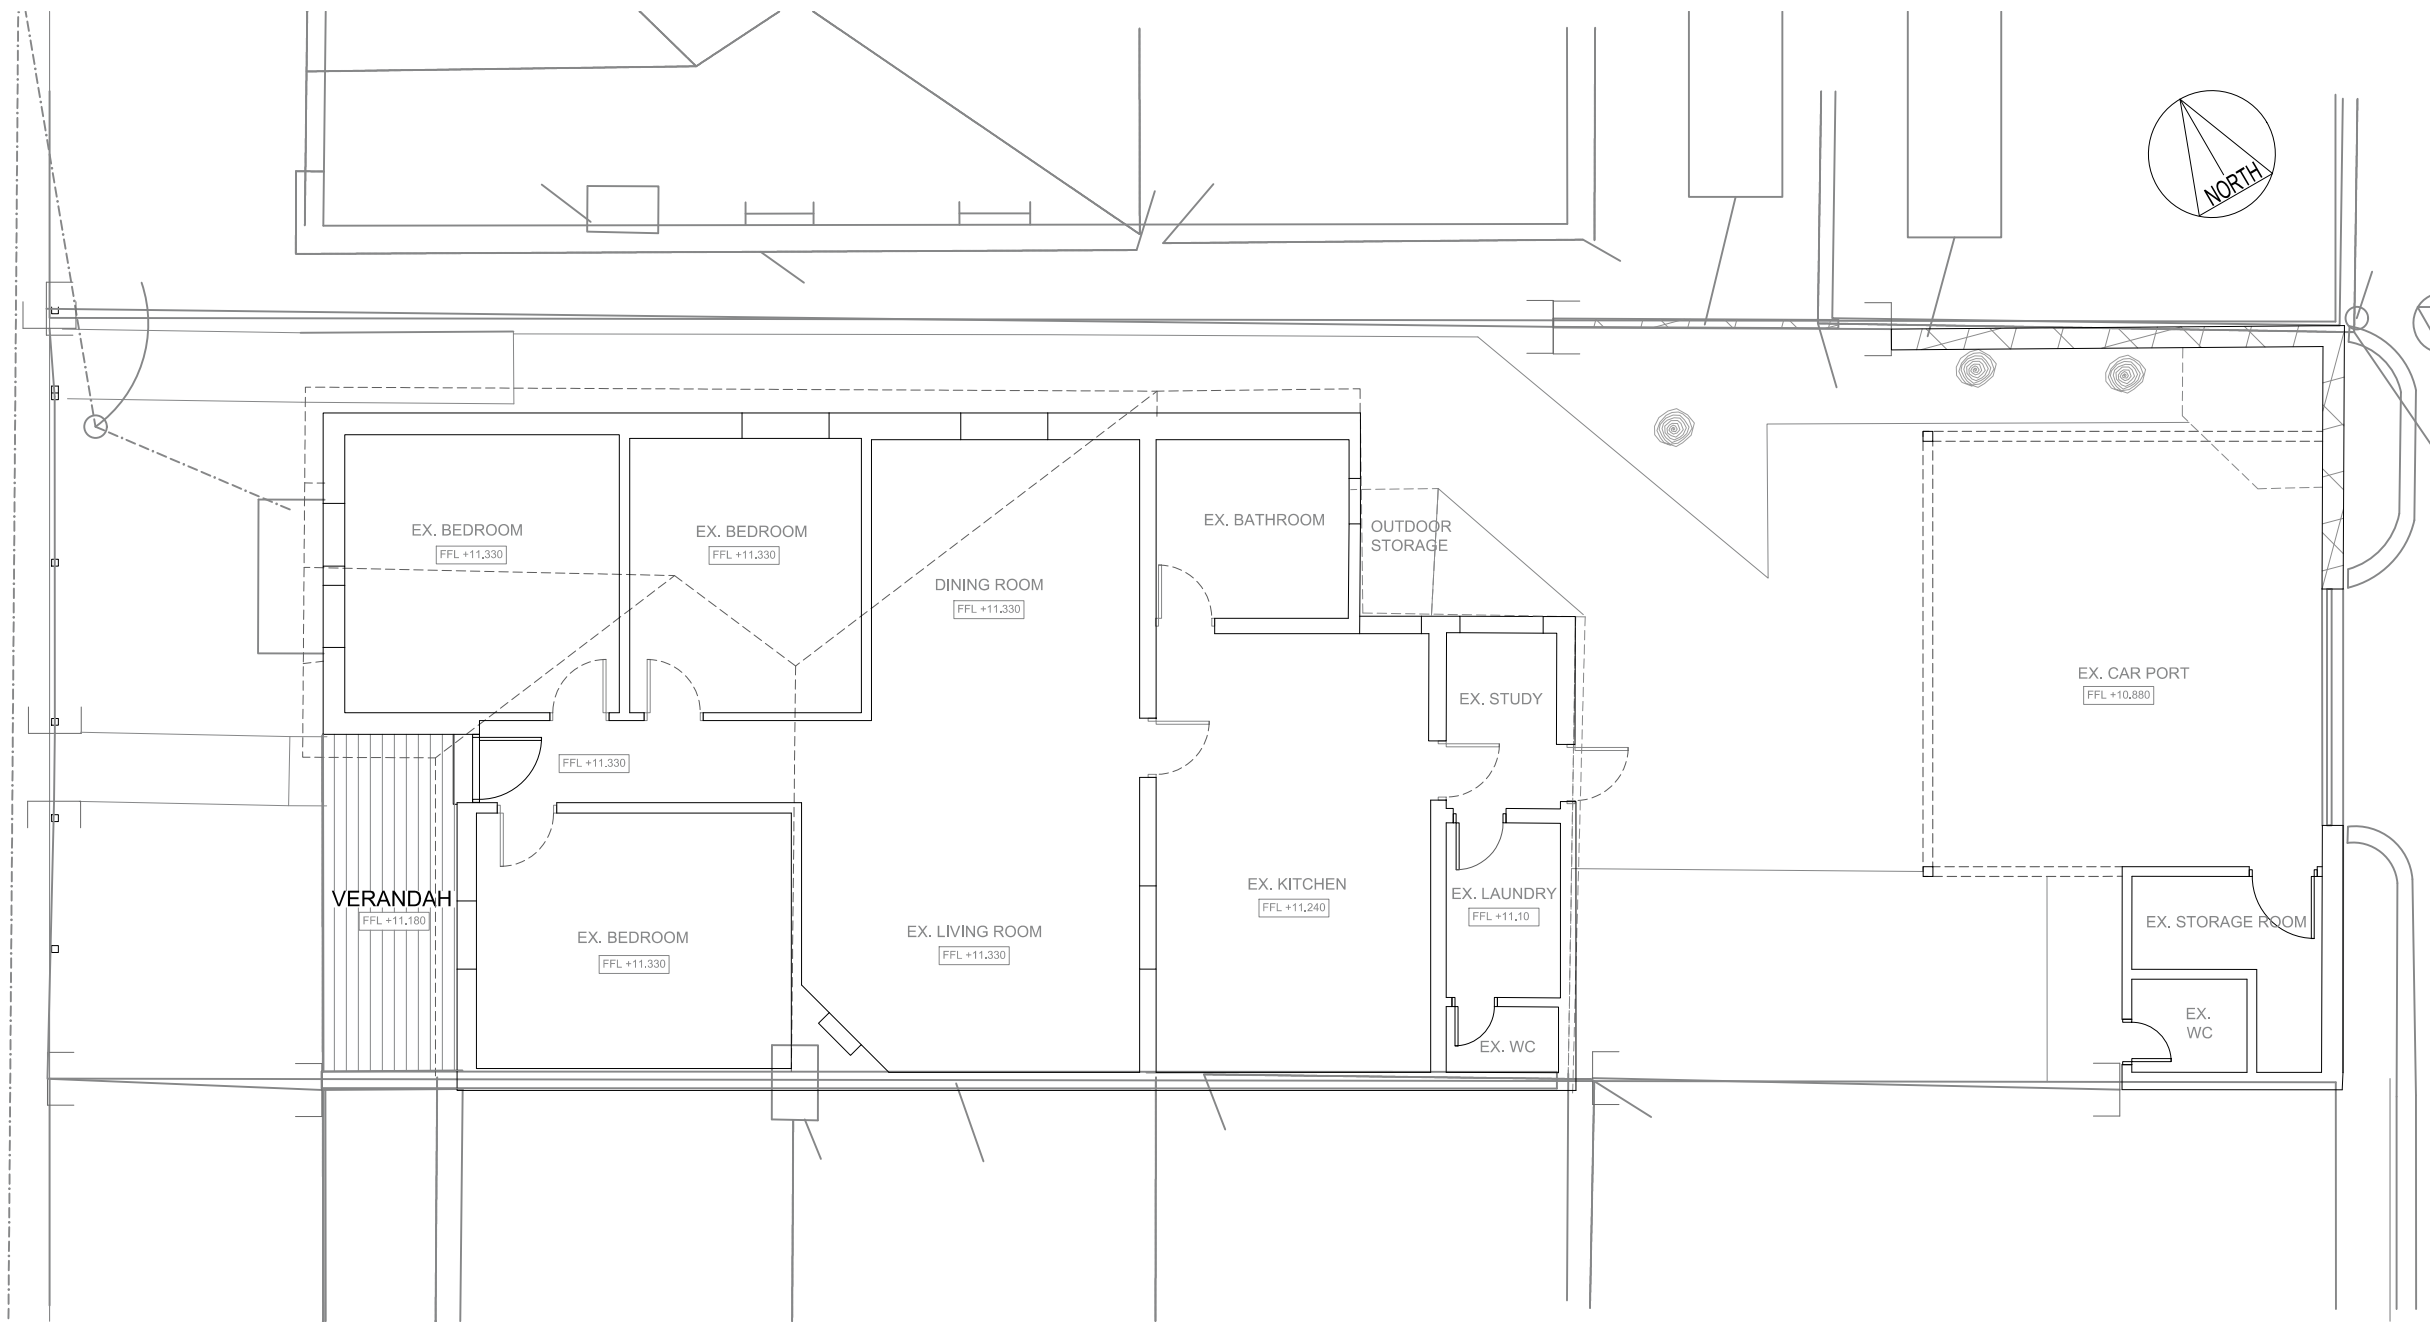 NORTH
EX. BEDROOM
FFL +11.330
EX. BEDROOM
FFL +11.330
DINING ROOM
FFL +11.330
EX. BATHROOM
OUTDOOR
STORAGE
EX. STUDY
EX. CAR PORT
FFL +10.880
FFL +11.330
VERANDAH
FFL +11.180
EX. BEDROOM
FFL +11.330
EX. LIVING ROOM
FFL +11.330
EX. KITCHEN
FFL +11.240
EX. LAUNDRY
FFL +11.10
EX. WC
EX. STORAGE ROOM
EX.
WC